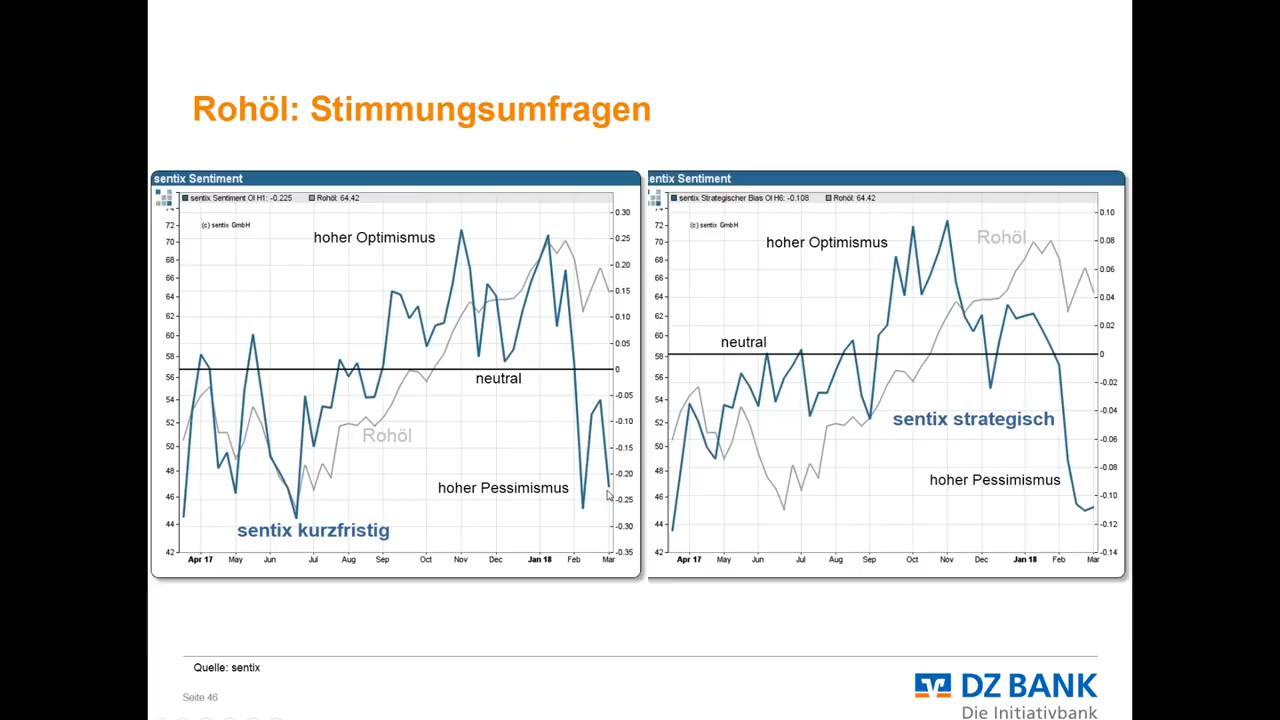 Rohöl: Stimmungsumfragen
sentix Sentiment
sentix Sentiment OI H1: -0.225 Rohöl: 64.42
(c) sentix GmbH
hoher Optimismus
neutral
Rohöl
hoher Pessimismus
sentix kurzfristig
74
72
70
68
66
64
62
60
58
56
54
52
50
48
46
44
42
0.30
0.25
0.20
0.15
0.10
0.05
0
-0.05
-0.10
-0.15
-0.20
-0.25
-0.30
-0.35
Apr 17 May Jun Jul Aug Sep Oct Nov Dec Jan 18 Feb Mar
entix Sentiment
sentix Strategischer Bias OI H6: -0.108 Rohöl: 64.42
(c) sentix GmbH
Rohöl
hoher Optimismus
neutral
sentix strategisch
hoher Pessimismus
74
72
70
68
66
64
62
60
58
56
54
52
50
48
46
44
42
0.10
0.08
0.06
0.04
0.02
0
-0.02
-0.04
-0.06
-0.08
-0.10
-0.12
-0.14
Apr 17 May Jun Jul Aug Sep Oct Nov Dec Jan 18 Feb Mar
Quelle: sentix
Seite 46
DZ BANK
Die Initiativbank